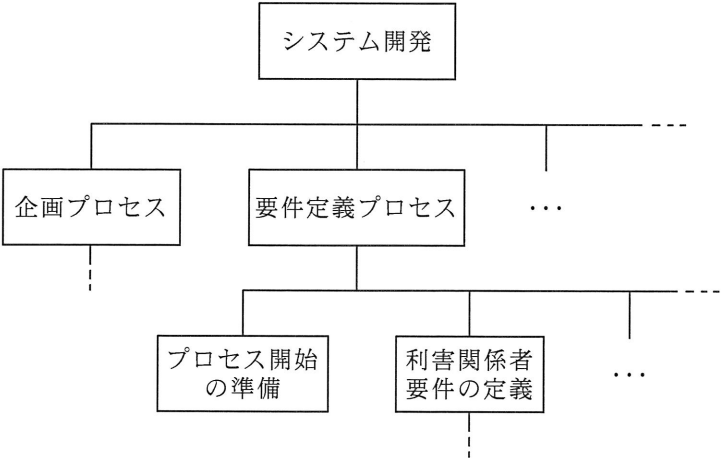 システム開発
企画プロセス
要件定義プロセス
…
プロセス開始
の準備
利害関係者
要件の定義
…